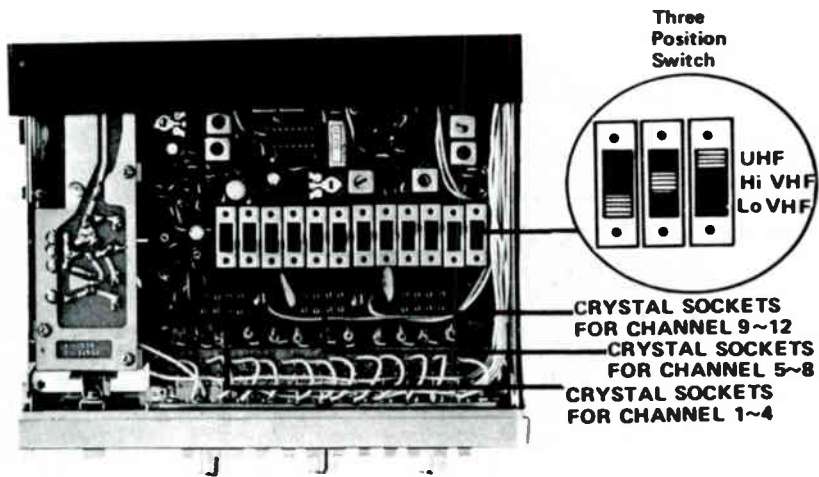 Three
Position
Switch
UHF
Hi VHF
Lo VHF
CRYSTAL SOCKETS
FOR CHANNEL 9~12
CRYSTAL SOCKETS
FOR CHANNEL 5~8
CRYSTAL SOCKETS
FOR CHANNEL 1~4